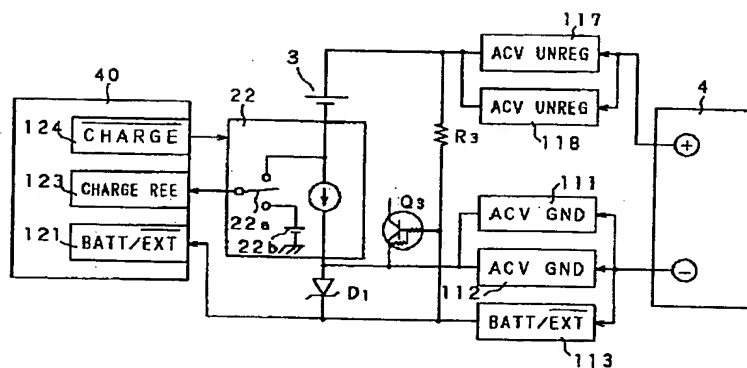 117
ACV UNREG
40
3
4
22
ACV UNREG
118
124
CHARGE
R3
+
123
CHARGE REE
111
Q3
ACV GND
22a
121
BATT/EXT
22b
ACV GND
−
112
D1
BATT/EXT
113